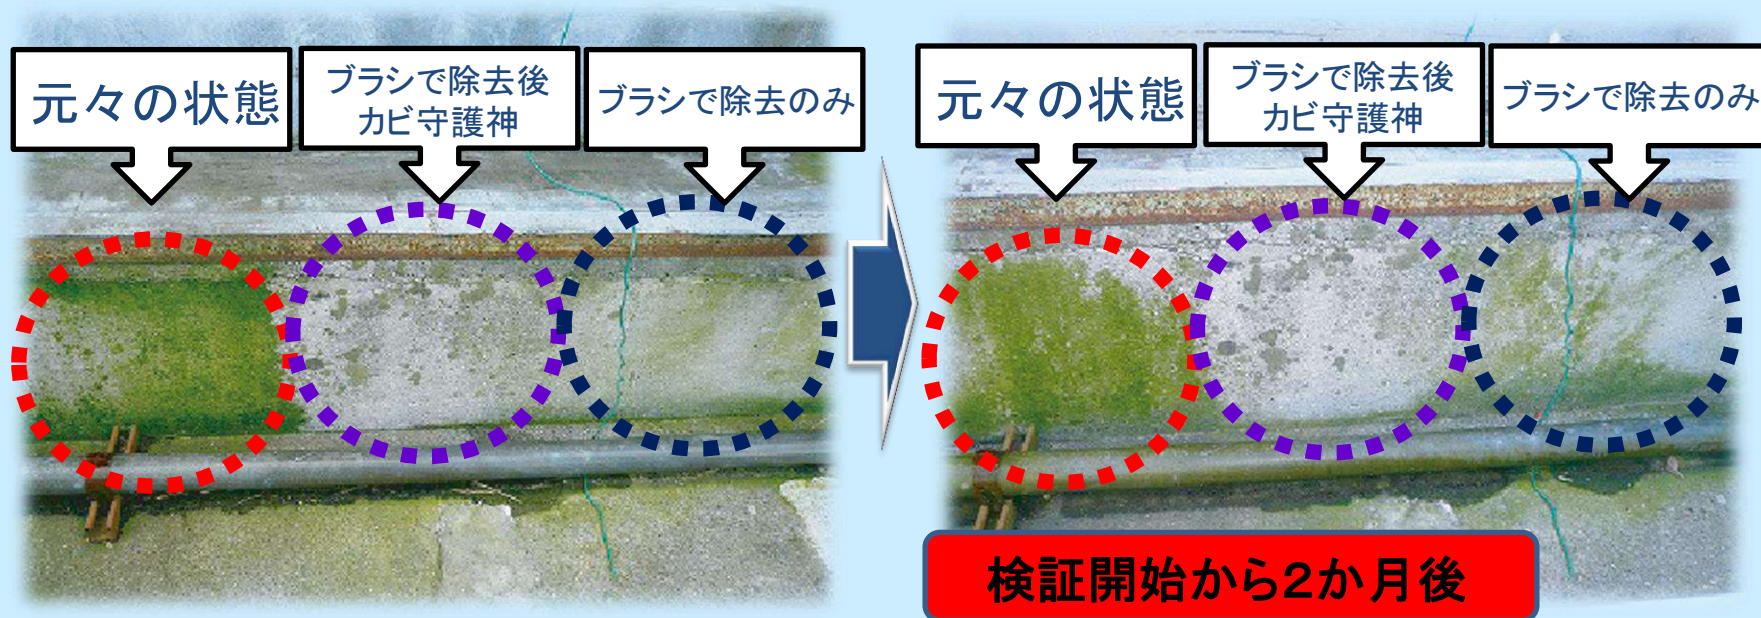 元々の状態
ブラシで除去後
カビ守護神
ブラシで除去のみ
元々の状態
ブラシで除去後
カビ守護神
ブラシで除去のみ
検証開始から2か月後